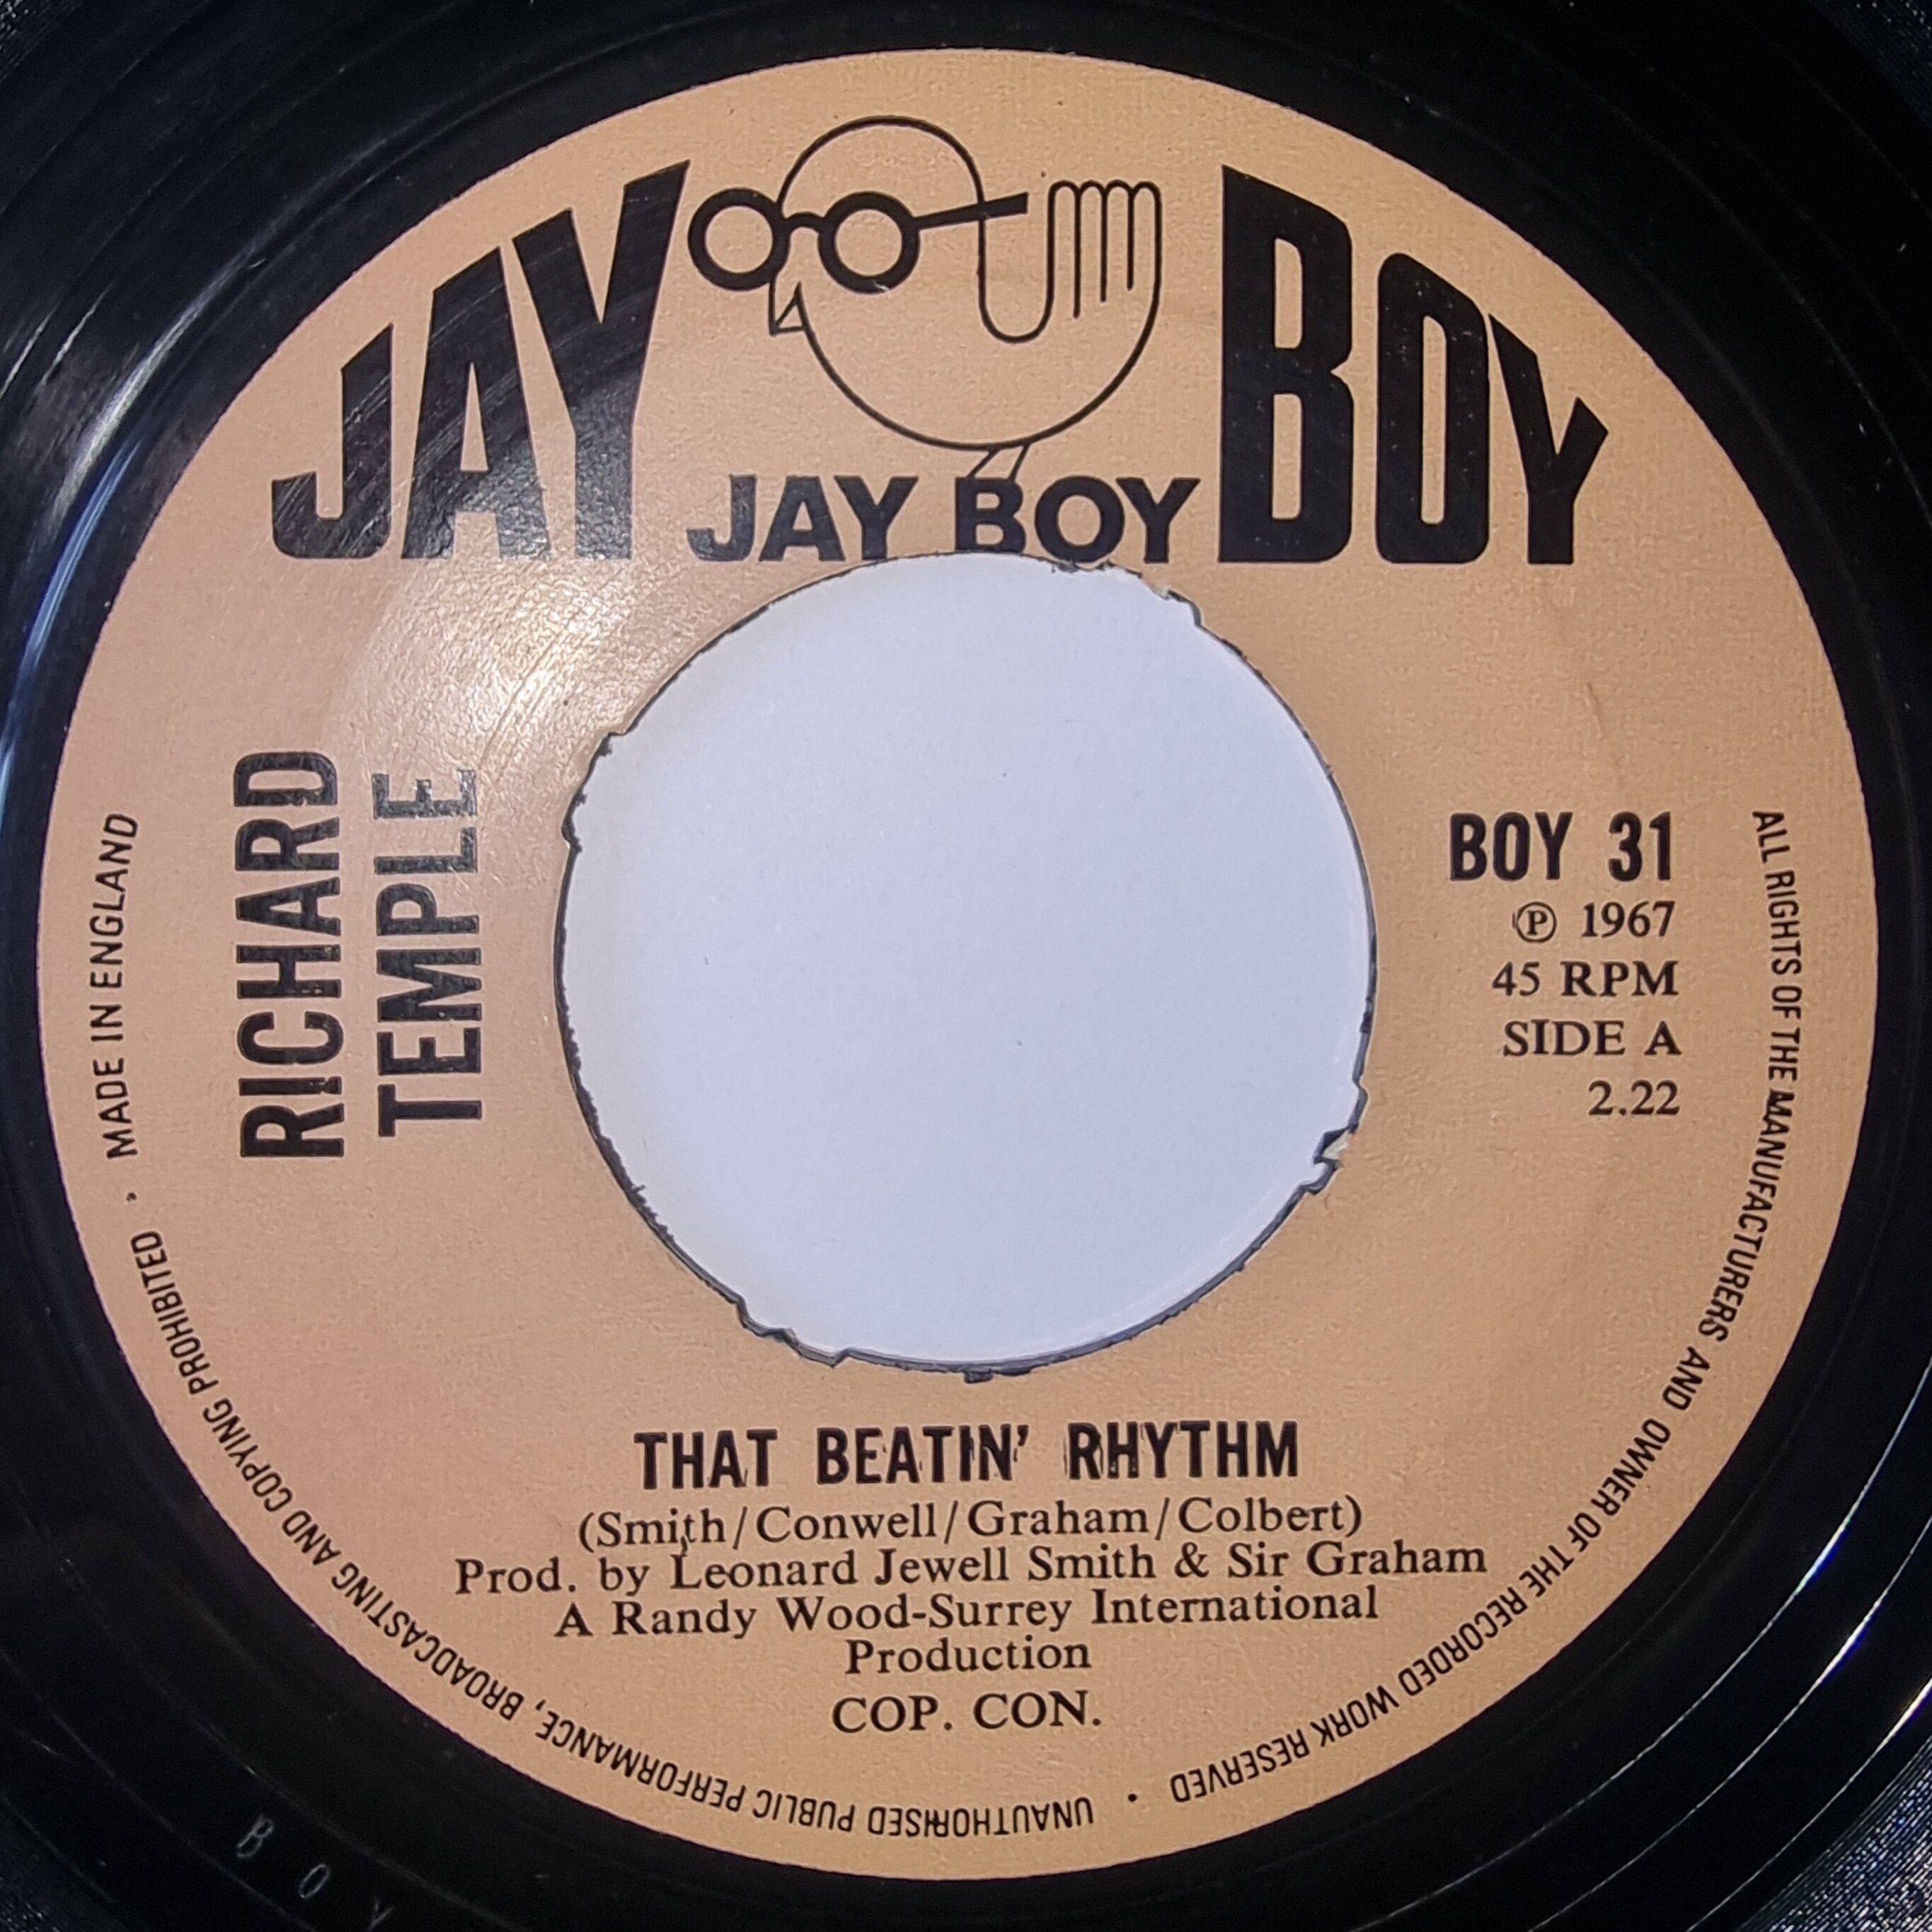 JAY BOY
JAY BOY
RICHARD
TEMPLE
BOY 31
℗ 1967
45 RPM
SIDE A
2.22
THAT BEATIN' RHYTHM
(Smith/Conwell/Graham/Colbert)
Prod. by Leonard Jewell Smith & Sir Graham
A Randy Wood-Surrey International
Production
COP. CON.
ALL RIGHTS OF THE MANUFACTURERS AND OWNER OF THE RECORDED WORK RESERVED · UNAUTHORISED PUBLIC PERFORMANCE, BROADCASTING AND COPYING PROHIBITED · MADE IN ENGLAND
BOY